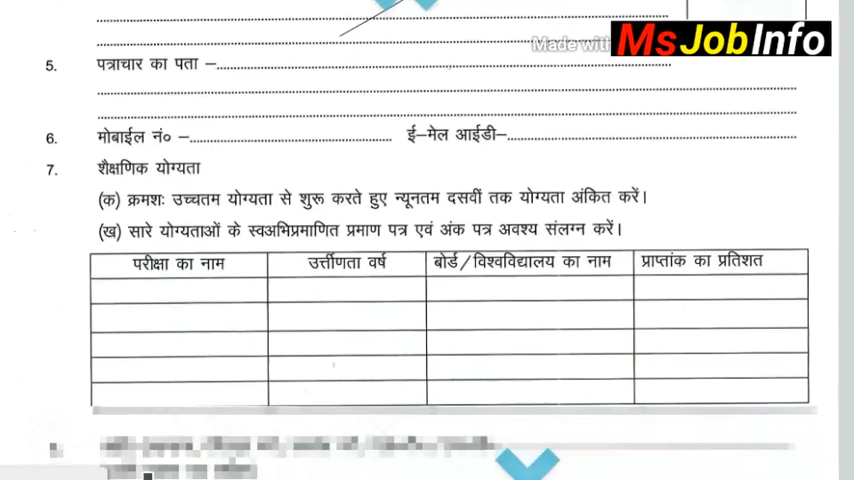 Made with
MsJobInfo
5. पत्राचार का पता –
6. मोबाईल नं० – ई–मेल आईडी–
7. शैक्षणिक योग्यता
(क) क्रमशः उच्चतम योग्यता से शुरू करते हुए न्यूनतम दसवीं तक योग्यता अंकित करें।
(ख) सारे योग्यताओं के स्वअभिप्रमाणित प्रमाण पत्र एवं अंक पत्र अवश्य संलग्न करें।
परीक्षा का नाम उर्त्तीणता वर्ष बोर्ड/विश्वविद्यालय का नाम प्राप्तांक का प्रतिशत